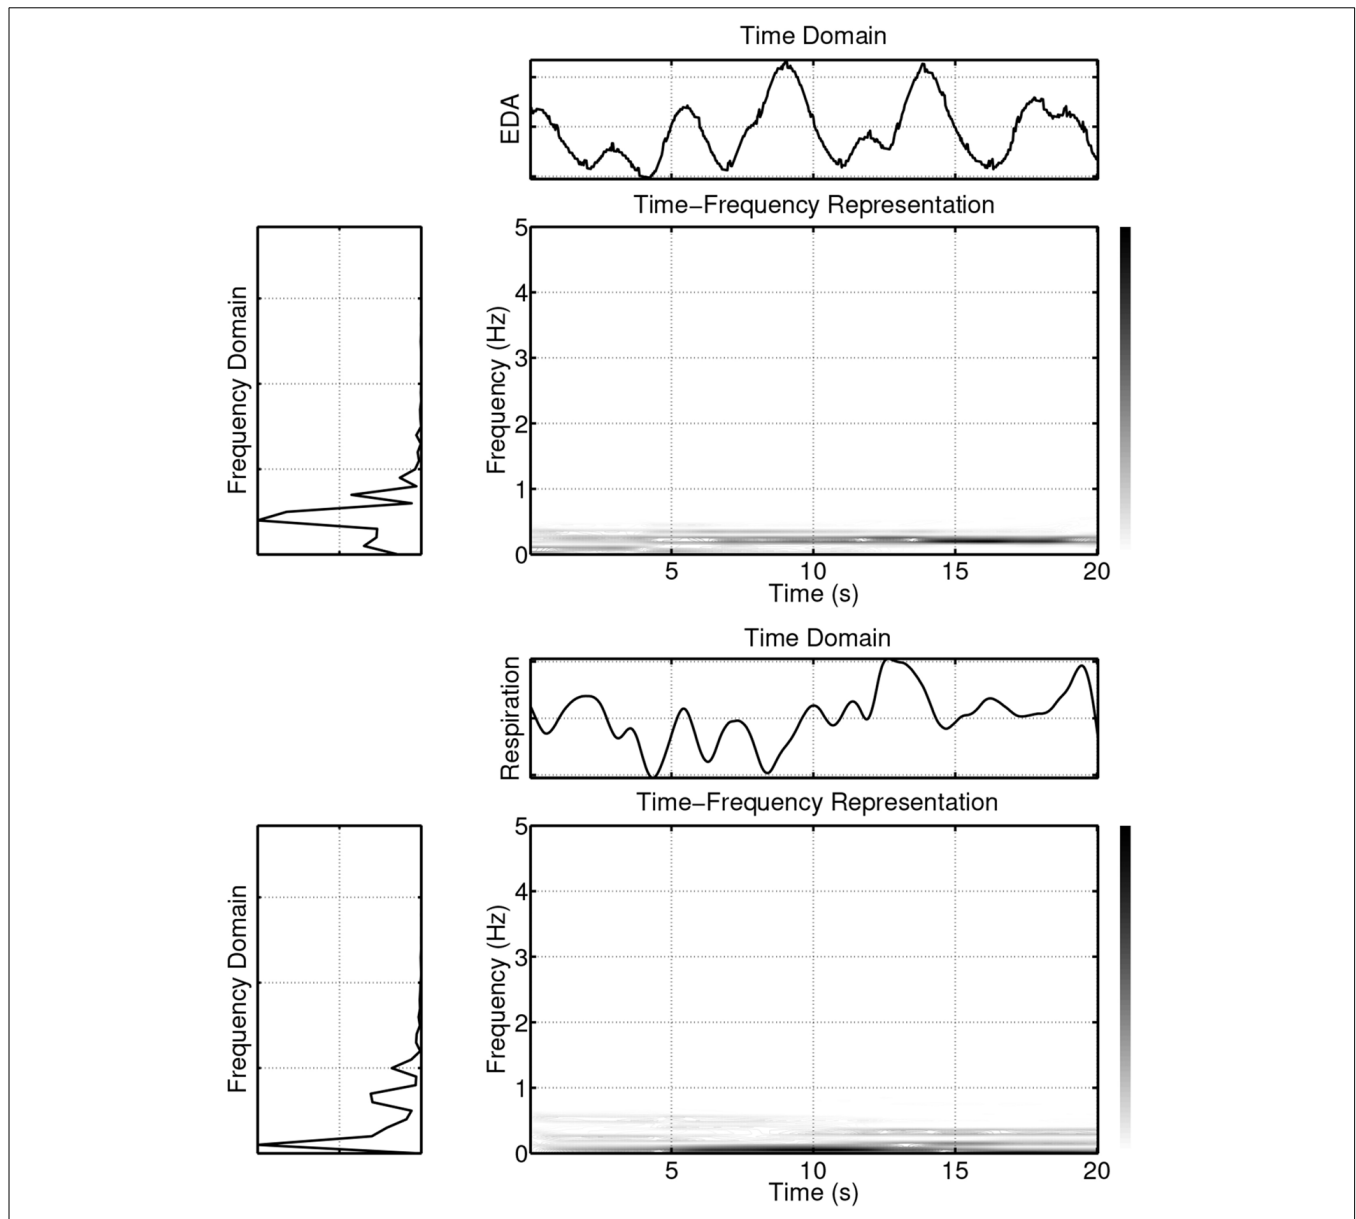 Time Domain
EDA
Time−Frequency Representation
Frequency Domain
Frequency (Hz)
5
4
3
2
1
0
5 10 15 20
Time (s)
Time Domain
Respiration
Time−Frequency Representation
Frequency Domain
Frequency (Hz)
5
4
3
2
1
0
5 10 15 20
Time (s)